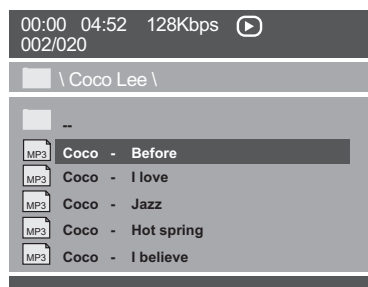 00:00 04:52 128Kbps
002/020
\ Coco Lee \
--
MP3 Coco - Before
MP3 Coco - I love
MP3 Coco - Jazz
MP3 Coco - Hot spring
MP3 Coco - I believe